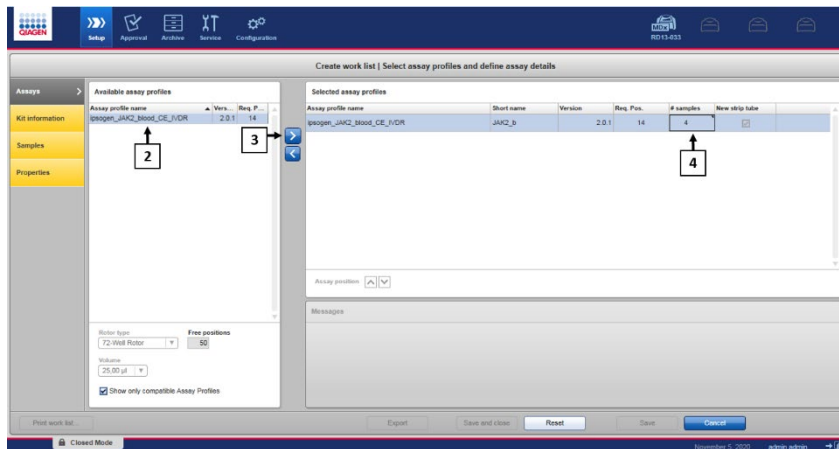 QIAGEN
Setup Approval Archive Service Configuration
MDx
RD13-033
Create work list | Select assay profiles and define assay details
Assays
Kit information
Samples
Properties
Available assay profiles
Assay profile name Vers... Req. P...
ipsogen_JAK2_blood_CE_IVDR 2.0.1 14
2
3
Rotor type Free positions
72-Well Rotor 50
Volume
25,00 µl
Show only compatible Assay Profiles
Selected assay profiles
Assay profile name Short name Version Req. Pos. # samples New strip tube
ipsogen_JAK2_blood_CE_IVDR JAK2_b 2.0.1 14 4
4
Assay position
Messages
Print work list... Export Save and close Reset Save Cancel
Closed Mode
November 5, 2020 admin admin